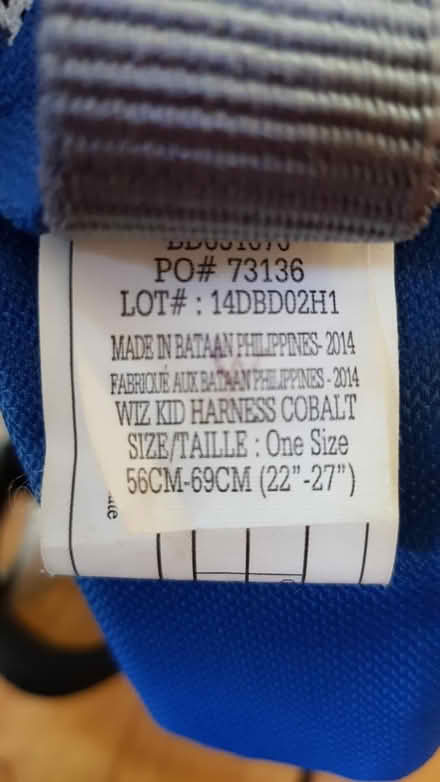 PO# 73136
LOT# : 14DBD02H1
MADE IN BATAAN PHILIPPINES- 2014
FABRIQUÉ AUX BATAAN PHILIPPINES - 2014
WIZ KID HARNESS COBALT
SIZE/TAILLE : One Size
56CM-69CM (22"-27")